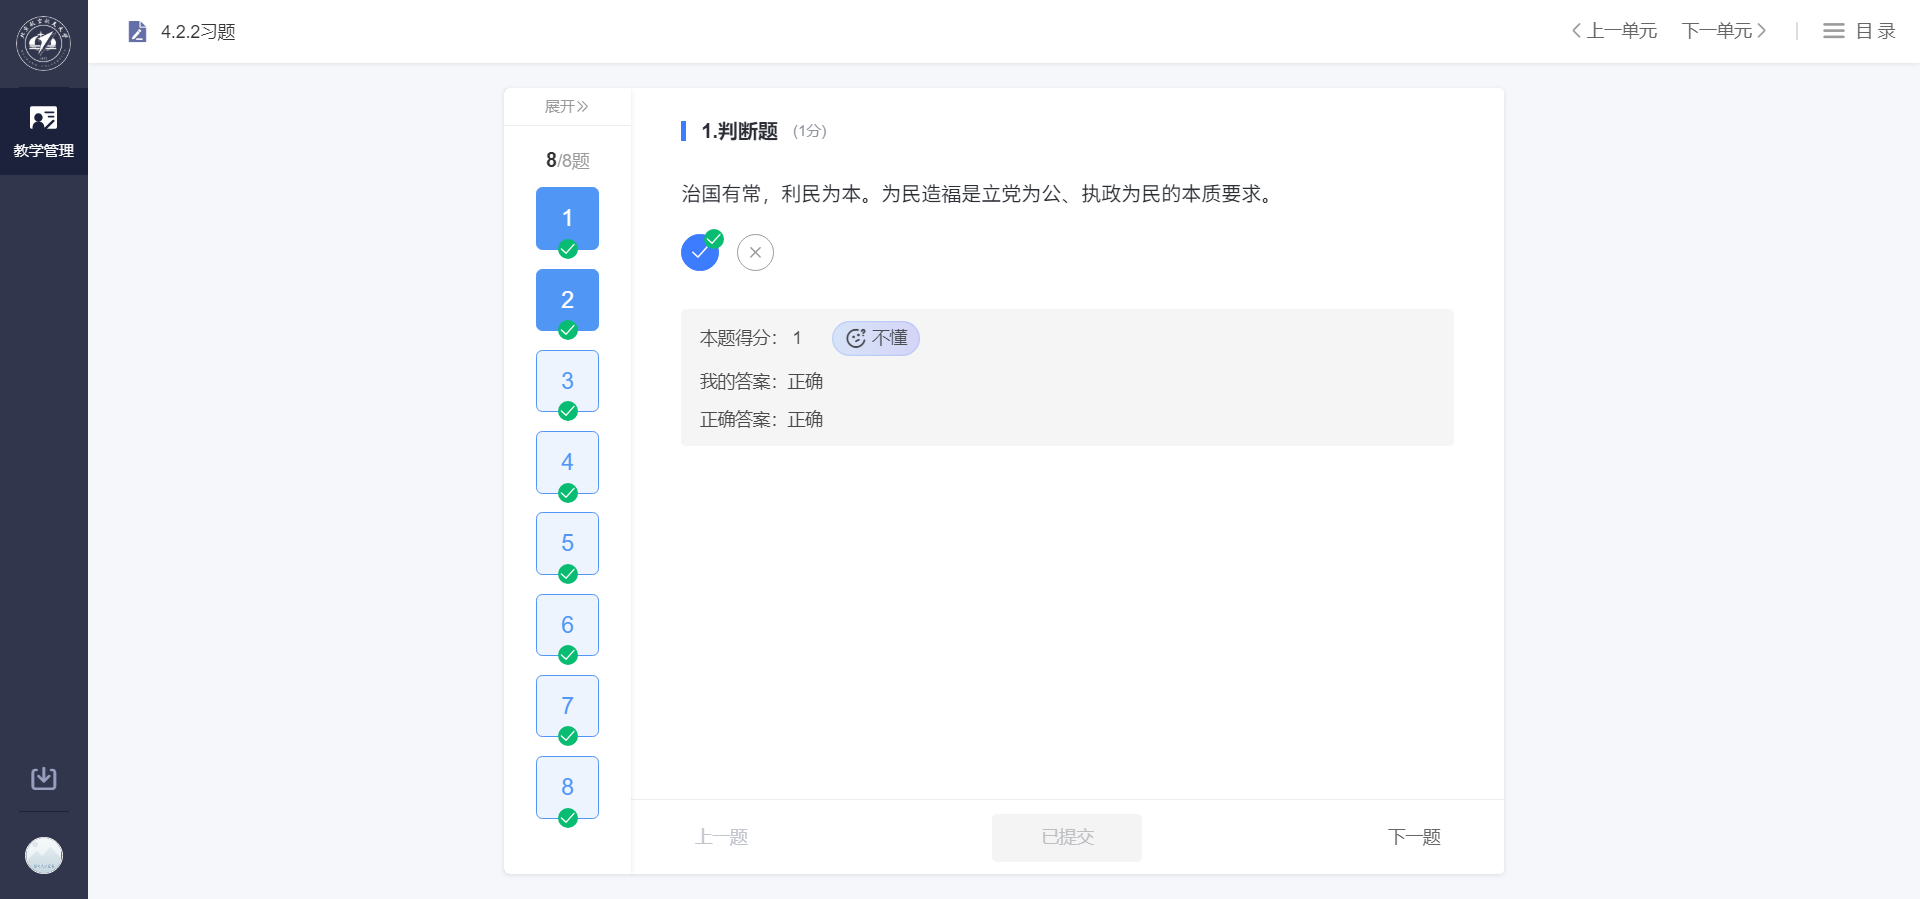 4.2.2习题
上一单元
下一单元
目录
教学管理
展开
8/8题
1
2
3
4
5
6
7
8
1.判断题 (1分)
治国有常，利民为本。为民造福是立党为公、执政为民的本质要求。
本题得分： 1 不懂
我的答案：正确
正确答案：正确
上一题
已提交
下一题